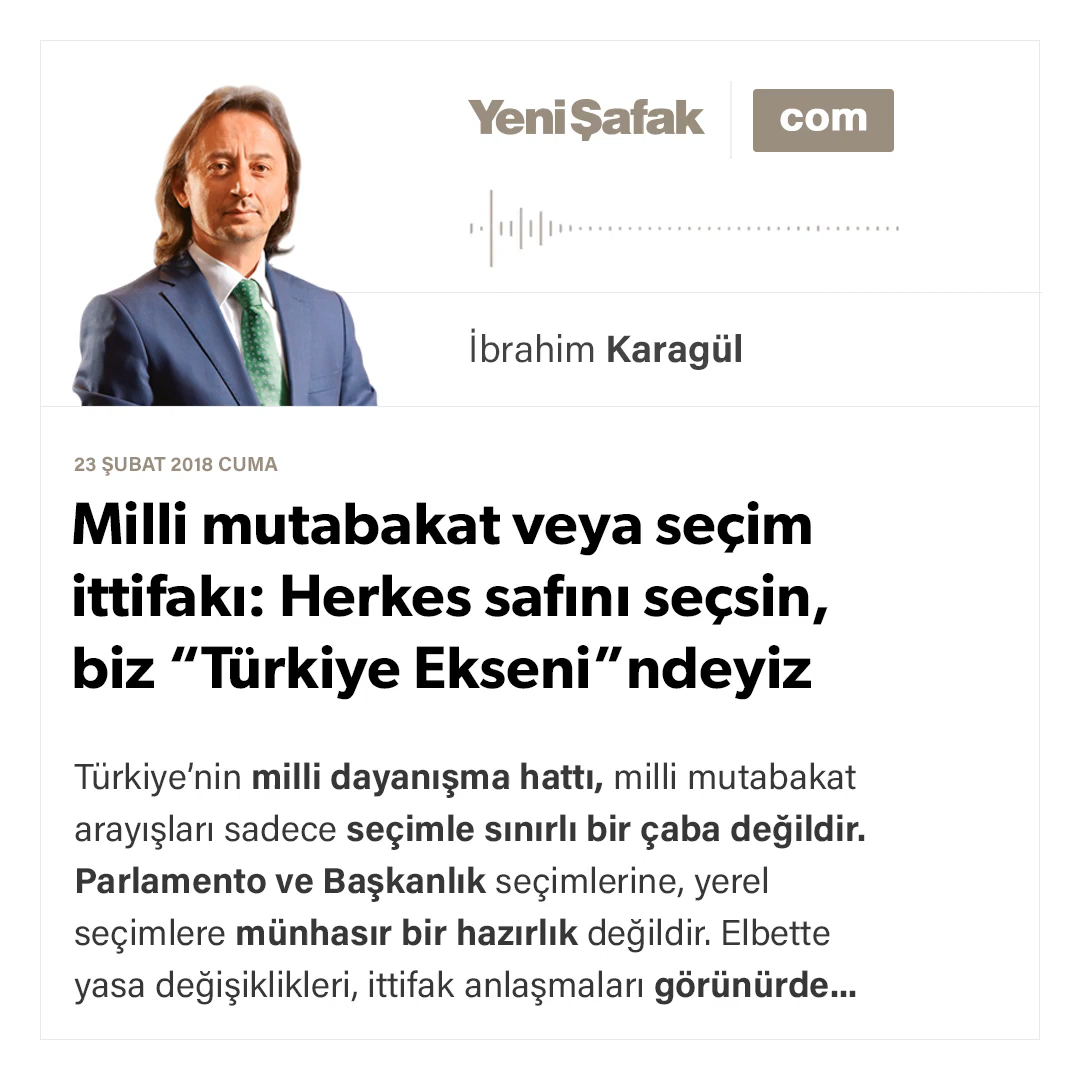 YeniŞafak com
İbrahim Karagül
23 ŞUBAT 2018 CUMA
Milli mutabakat veya seçim
ittifakı: Herkes safını seçsin,
biz “Türkiye Ekseni”ndeyiz
Türkiye’nin milli dayanışma hattı, milli mutabakat
arayışları sadece seçimle sınırlı bir çaba değildir.
Parlamento ve Başkanlık seçimlerine, yerel
seçimlere münhasır bir hazırlık değildir. Elbette
yasa değişiklikleri, ittifak anlaşmaları görünürde...